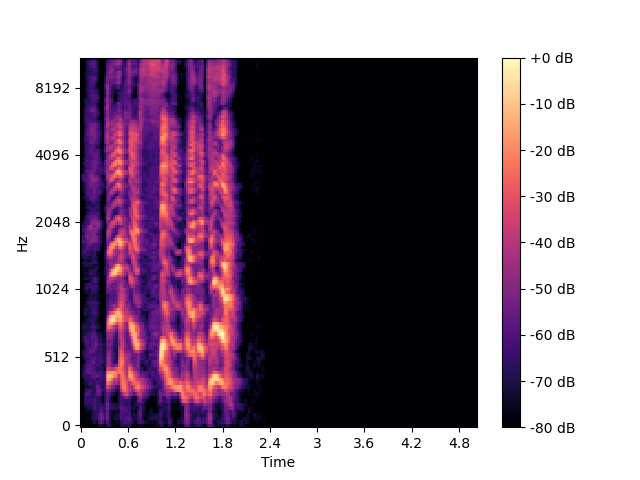 +0 dB
8192
-10 dB
4096
-20 dB
-30 dB
2048
Hz
-40 dB
-50 dB
1024
-60 dB
512
-70 dB
0
-80 dB
0 0.6 1.2 1.8 2.4 3 3.6 4.2 4.8
Time